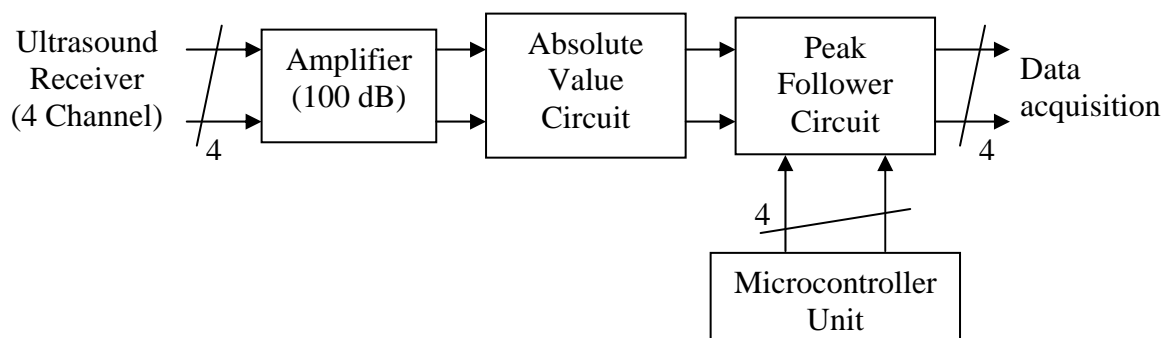 Ultrasound
Receiver
(4 Channel)
4
Amplifier
(100 dB)
Absolute
Value
Circuit
Peak
Follower
Circuit
4
Data
acquisition
4
Microcontroller
Unit